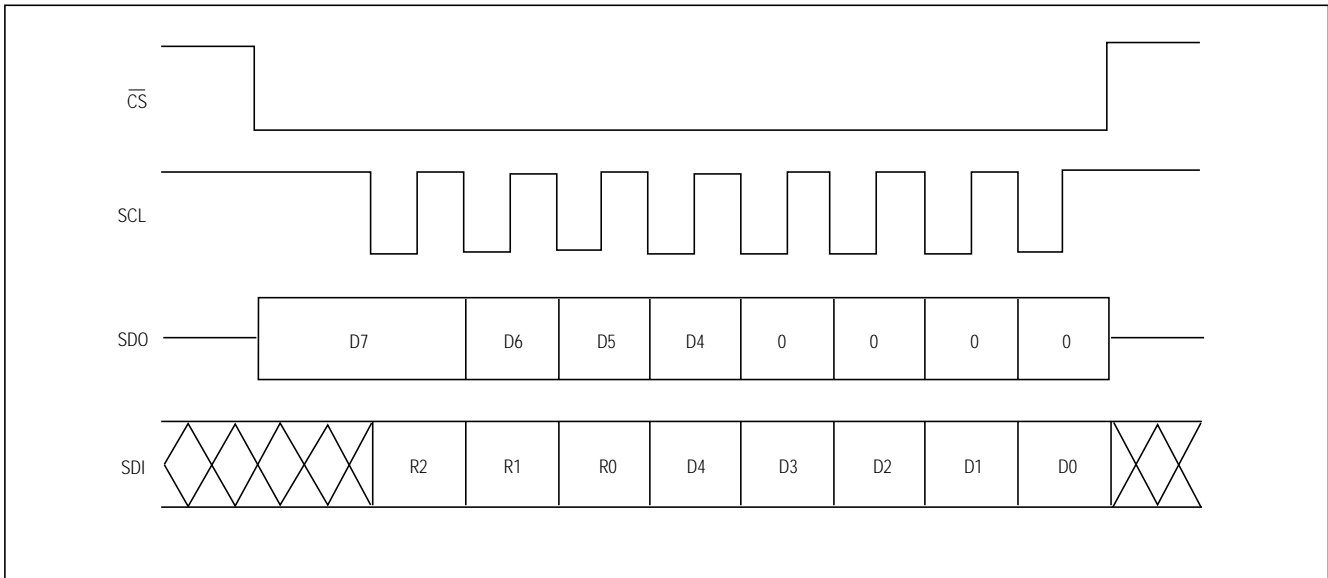 CS
SCL
SDO D7 D6 D5 D4 0 0 0 0
SDI R2 R1 R0 D4 D3 D2 D1 D0